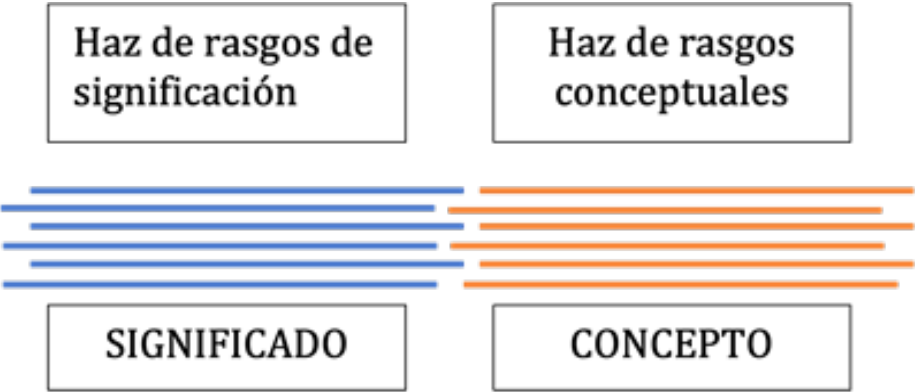 Haz de rasgos de
significación
Haz de rasgos
conceptuales
SIGNIFICADO
CONCEPTO